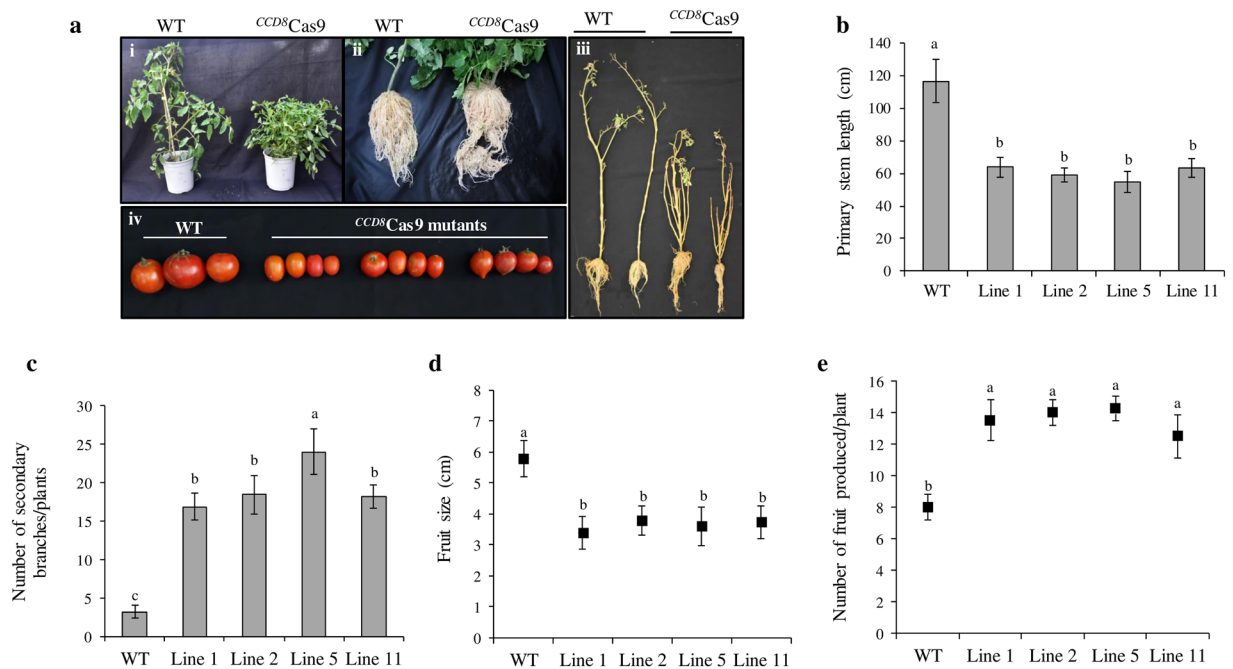 a
WT CCD8Cas9 WT CCD8Cas9
WT CCD8Cas9
i
ii
iii
iv
WT
CCD8Cas9 mutants
b
Primary stem length (cm)
140
120
100
80
60
40
20
0
a
b
b
b
b
WT Line 1 Line 2 Line 5 Line 11
c
Number of secondary
branches/plants
30
25
20
15
10
5
0
c
b
b
a
b
WT Line 1 Line 2 Line 5 Line 11
d
Fruit size (cm)
8
7
6
5
4
3
2
1
0
a
b
b
b
b
WT Line 1 Line 2 Line 5 Line 11
e
Number of fruit produced/plant
16
14
12
10
8
6
4
2
0
b
a
a
a
a
WT Line 1 Line 2 Line 5 Line 11